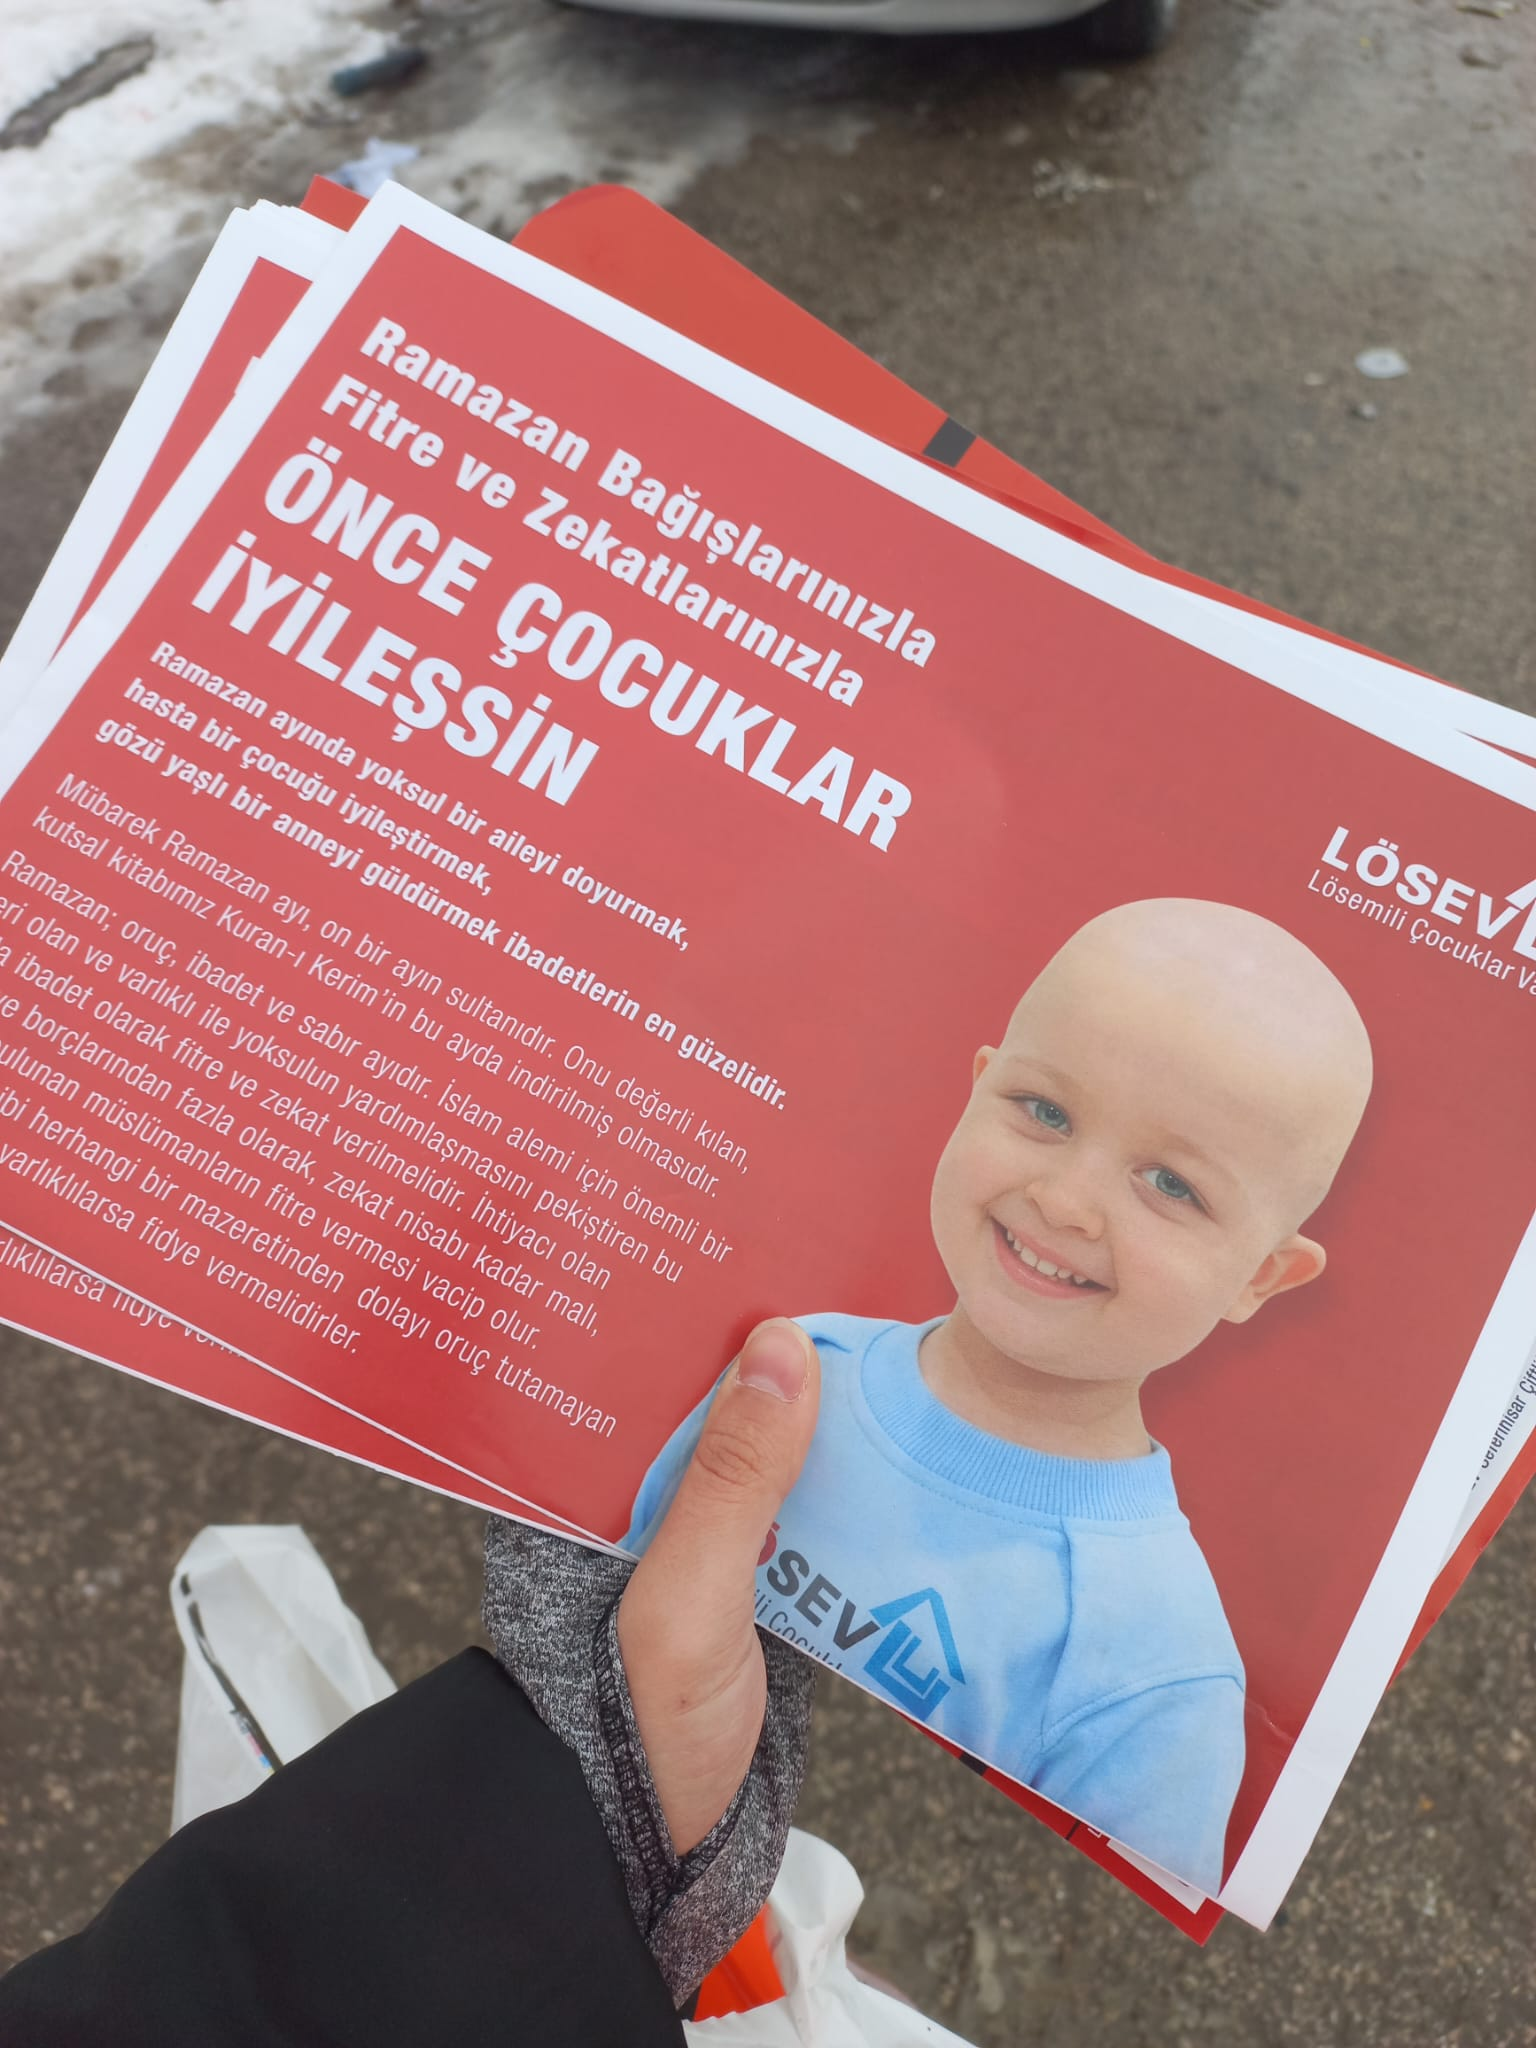 Ramazan Bağışlarınızla
Fitre ve Zekatlarınızla
ÖNCE ÇOCUKLAR
İYİLEŞSİN
Ramazan ayında yoksul bir aileyi doyurmak,
hasta bir çocuğu iyileştirmek,
gözü yaşlı bir anneyi güldürmek ibadetlerin en güzelidir.
Mübarek Ramazan ayı, on bir ayın sultanıdır. Onu değerli kılan,
kutsal kitabımız Kuran-ı Kerim'in bu ayda indirilmiş olmasıdır.
Ramazan; oruç, ibadet ve sabır ayıdır. İslam alemi için önemli bir
olan ve varlıklı ile yoksulun yardımlaşmasını pekiştiren bu
ibadet olarak fitre ve zekat verilmelidir. İhtiyacı olan
borçlarından fazla olarak, zekat nisabı kadar malı,
bulunan müslümanların fitre vermesi vacip olur.
herhangi bir mazeretinden dolayı oruç tutamayan
varlıklılarsa fidye vermelidirler.
LÖSEV
Lösemili Çocuklar
ÖSEV